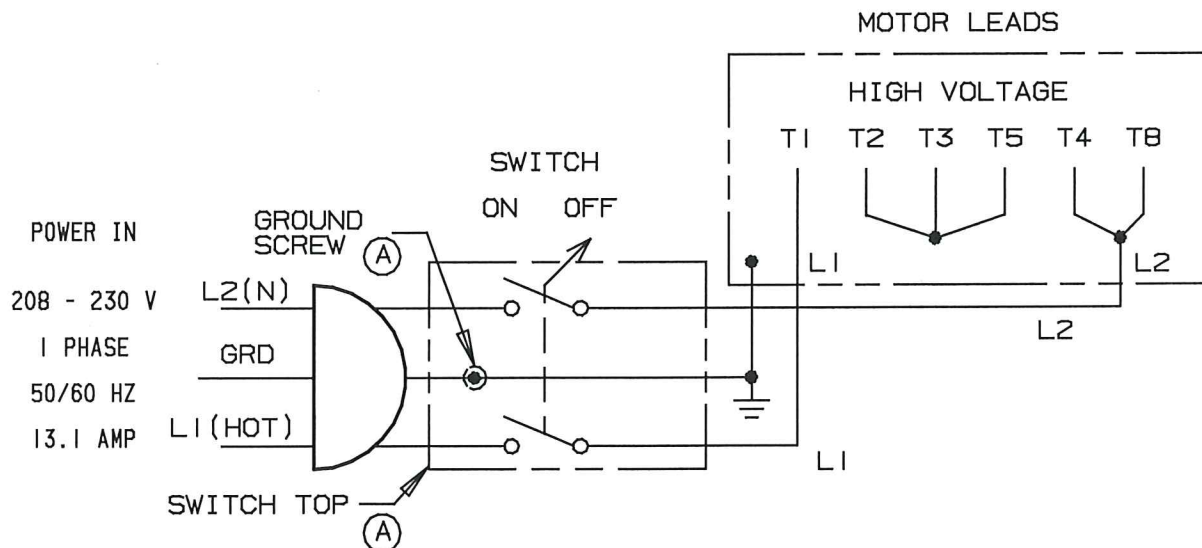 MOTOR LEADS
HIGH VOLTAGE
T1 T2 T3 T5 T4 T8
SWITCH
ON OFF
GROUND
SCREW
A
POWER IN
208 - 230 V
1 PHASE
50/60 HZ
13.1 AMP
L2(N)
GRD
L1(HOT)
L1
L2
L2
L1
SWITCH TOP
A